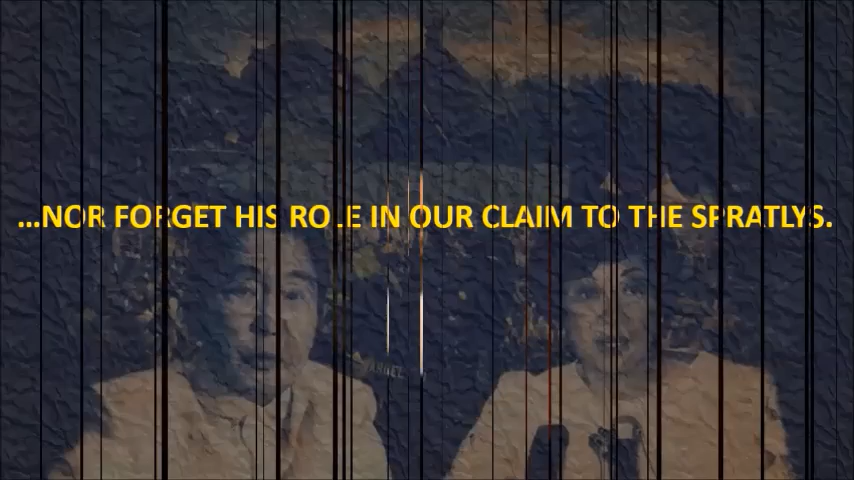 ...NOR FORGET HIS ROLE IN OUR CLAIM TO THE SPRATLYS.